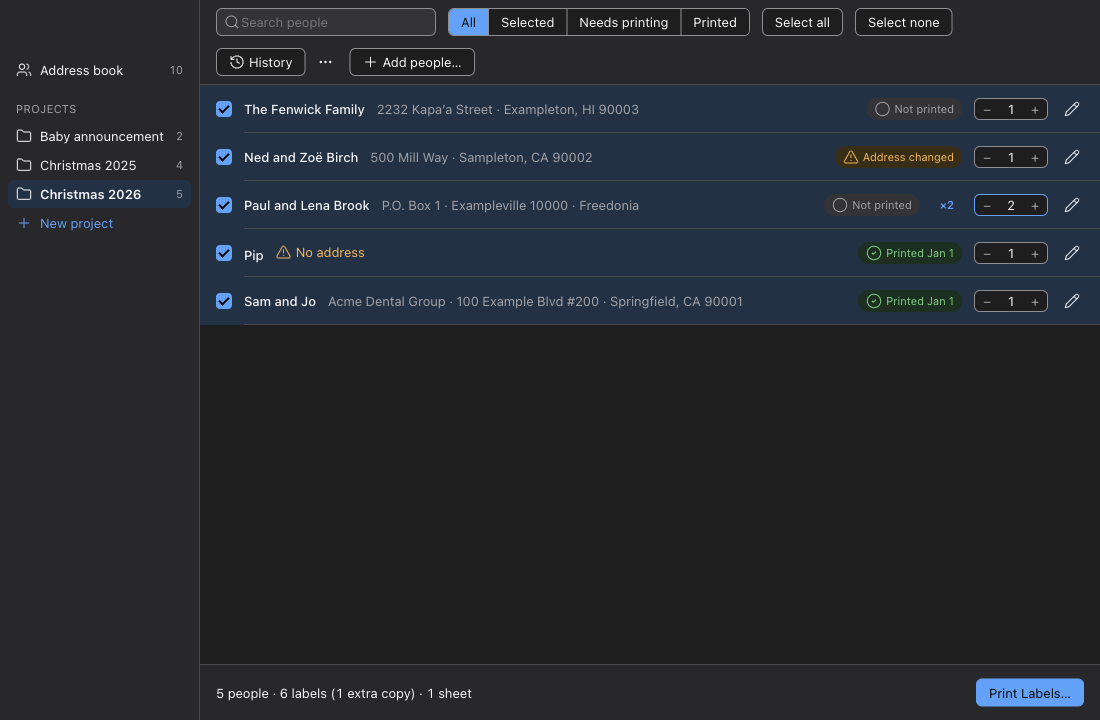 Search people
All
Selected
Needs printing
Printed
Select all
Select none
History
···
+ Add people...
Address book 10
PROJECTS
Baby announcement 2
Christmas 2025 4
Christmas 2026 5
+ New project
The Fenwick Family 2232 Kapaʻa Street · Exampleton, HI 90003 Not printed − 1 +
Ned and Zoë Birch 500 Mill Way · Sampleton, CA 90002 Address changed − 1 +
Paul and Lena Brook P.O. Box 1 · Exampleville 10000 · Freedonia Not printed ×2 − 2 +
Pip No address Printed Jan 1 − 1 +
Sam and Jo Acme Dental Group · 100 Example Blvd #200 · Springfield, CA 90001 Printed Jan 1 − 1 +
5 people · 6 labels (1 extra copy) · 1 sheet
Print Labels...